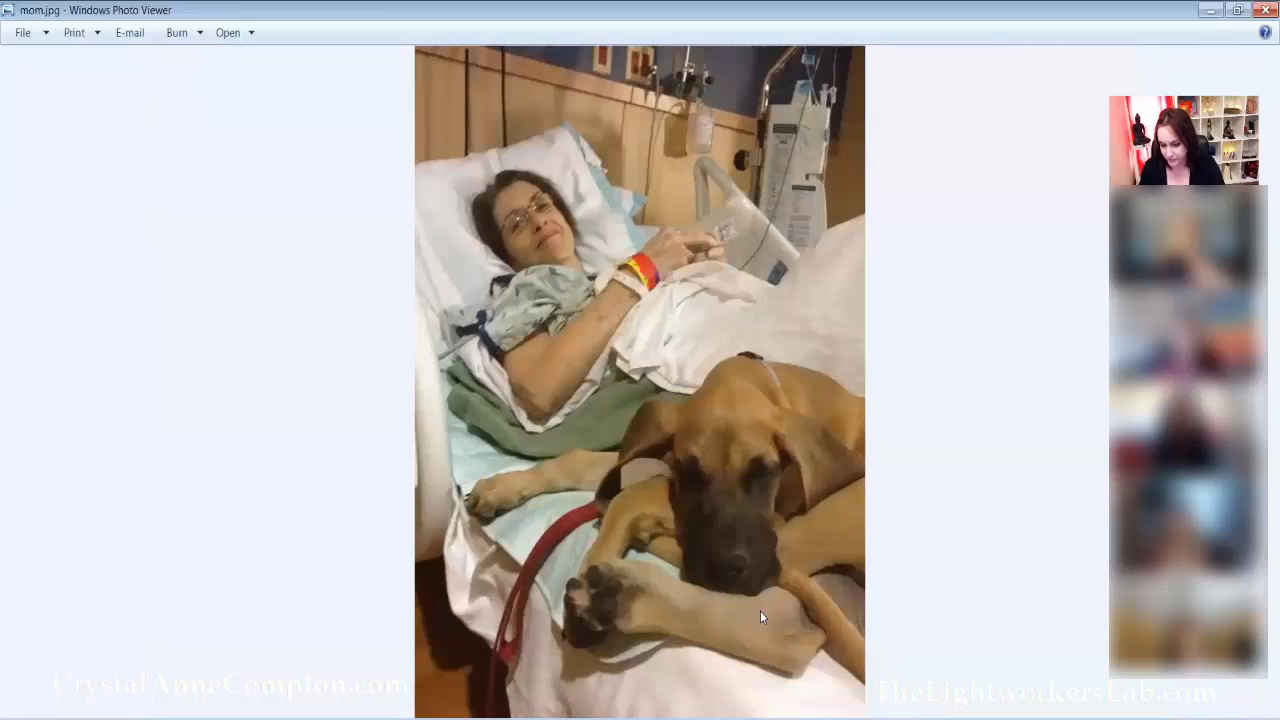 mom.jpg - Windows Photo Viewer
File Print E-mail Burn Open
CrystalAnneCompton.com
TheLightworkersLab.com